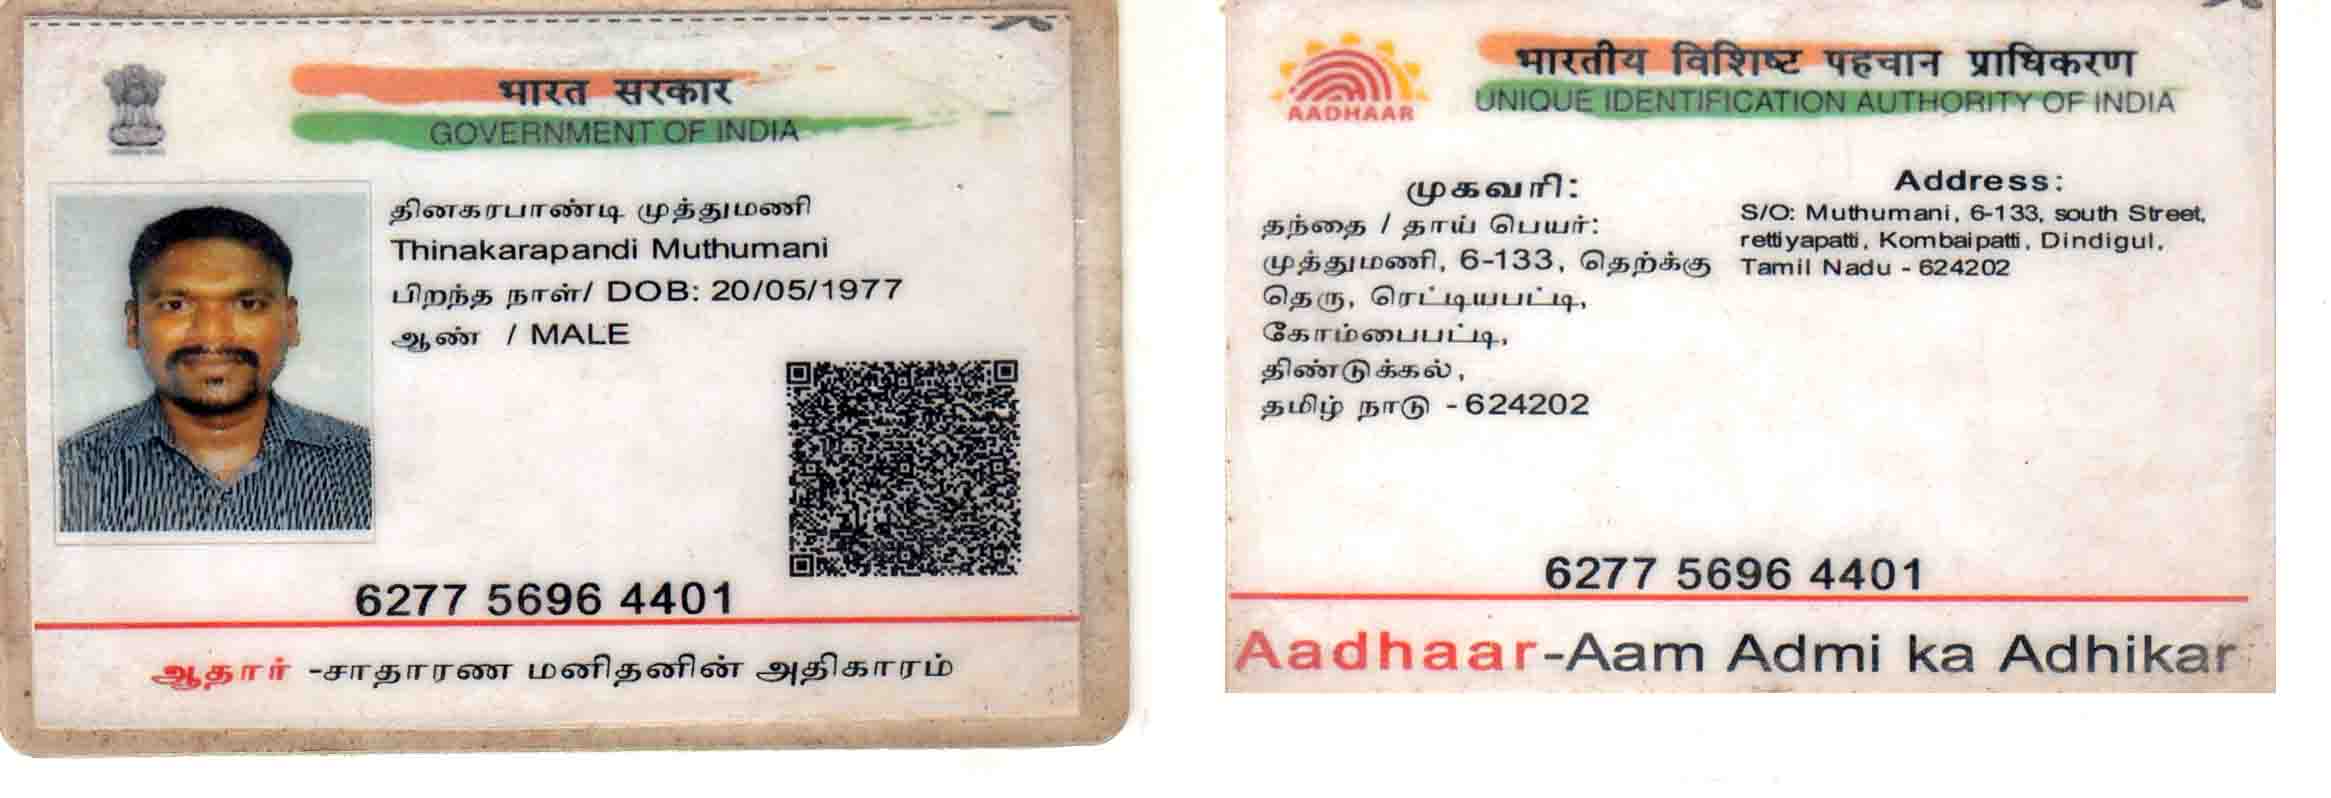 भारत सरकार
GOVERNMENT OF INDIA
தினகரபாண்டி முத்துமணி
Thinakarapandi Muthumani
பிறந்த நாள்/ DOB: 20/05/1977
ஆண் / MALE
6277 5696 4401
ஆதார் -சாதாரண மனிதனின் அதிகாரம்
भारतीय विशिष्ट पहचान प्राधिकरण
UNIQUE IDENTIFICATION AUTHORITY OF INDIA
AADHAAR
முகவரி:
தந்தை / தாய் பெயர்:
முத்துமணி, 6-133, தெற்க்கு
தெரு, ரெட்டியபட்டி,
கோம்பைபட்டி,
திண்டுக்கல்,
தமிழ் நாடு - 624202
Address:
S/O: Muthumani, 6-133, south Street,
rettiyapatti, Kombaipatti, Dindigul,
Tamil Nadu - 624202
6277 5696 4401
Aadhaar-Aam Admi ka Adhikar